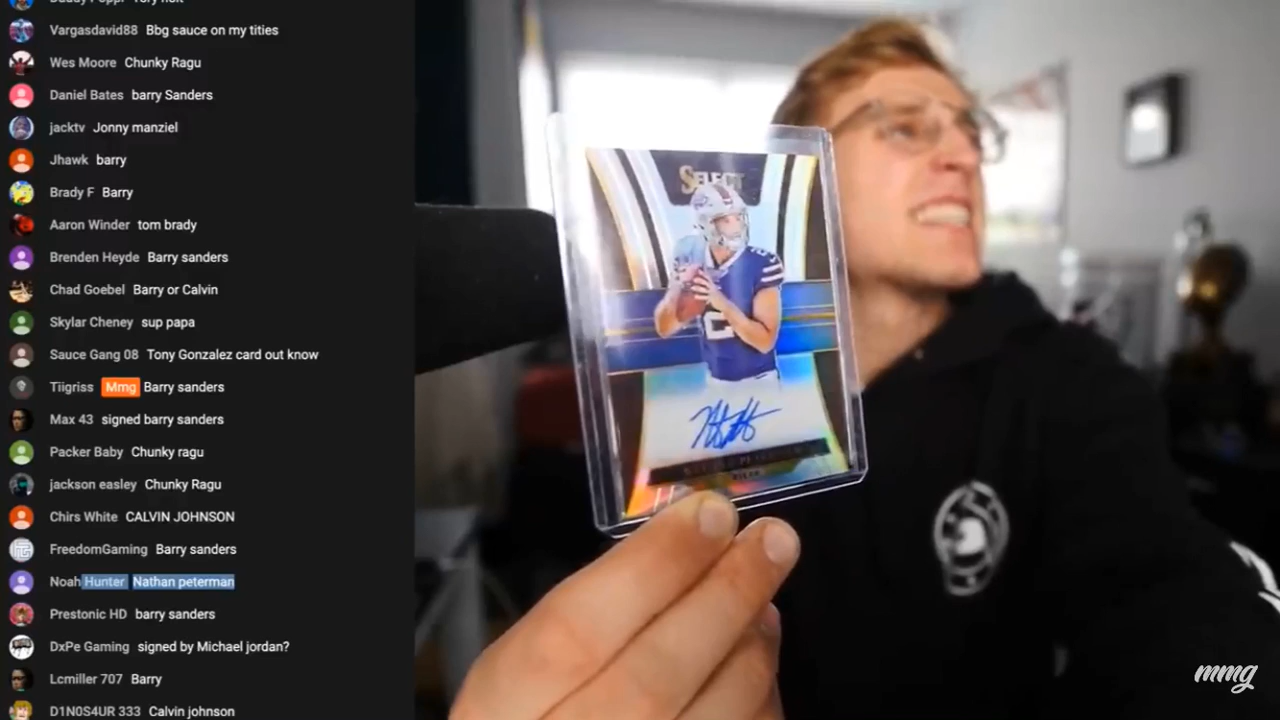 Vargasdavid88 Bbg sauce on my tities
Wes Moore Chunky Ragu
Daniel Bates barry Sanders
jacktv Jonny manziel
Jhawk barry
Brady F Barry
Aaron Winder tom brady
Brenden Heyde Barry sanders
Chad Goebel Barry or Calvin
Skylar Cheney sup papa
Sauce Gang 08 Tony Gonzalez card out know
Tiigriss Mmg Barry sanders
Max 43 signed barry sanders
Packer Baby Chunky ragu
jackson easley Chunky Ragu
Chirs White CALVIN JOHNSON
FreedomGaming Barry sanders
Noah Hunter Nathan peterman
Prestonic HD barry sanders
DxPe Gaming signed by Michael jordan?
Lcmiller 707 Barry
D1N0S4UR 333 Calvin johnson
SELECT
2
mmg